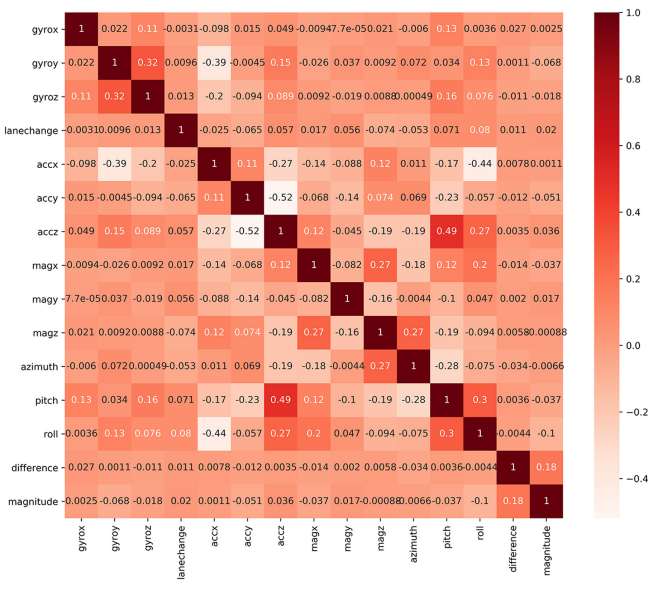 gyrox 1 0.022 0.11 -0.0031 -0.098 0.015 0.049 -0.0094 -7.7e-05 0.021 -0.006 0.13 0.0036 0.027 0.0025
gyroy 0.022 1 0.32 0.0096 -0.39 -0.0045 0.15 -0.026 0.037 0.0092 0.072 0.034 0.13 0.0011 -0.068
gyroz 0.11 0.32 1 0.013 -0.2 -0.094 0.089 0.0092 -0.019 0.0088 0.00049 0.16 0.076 -0.011 -0.018
lanechange -0.0031 0.0096 0.013 1 -0.025 -0.065 0.057 0.017 0.056 -0.074 -0.053 0.071 0.08 0.011 0.02
accx -0.098 -0.39 -0.2 -0.025 1 0.11 -0.27 -0.14 -0.088 0.12 0.011 -0.17 -0.44 0.0078 0.0011
accy 0.015 -0.0045 -0.094 -0.065 0.11 1 -0.52 -0.068 -0.14 0.074 0.069 -0.23 -0.057 -0.012 -0.051
accz 0.049 0.15 0.089 0.057 -0.27 -0.52 1 0.12 -0.045 -0.19 -0.19 0.49 0.27 0.0035 0.036
magx -0.0094 -0.026 0.0092 0.017 -0.14 -0.068 0.12 1 -0.082 0.27 -0.18 0.12 0.2 -0.014 -0.037
magy -7.7e-05 0.037 -0.019 0.056 -0.088 -0.14 -0.045 -0.082 1 -0.16 -0.0044 -0.1 0.047 0.002 0.017
magz 0.021 0.0092 0.0088 -0.074 0.12 0.074 -0.19 0.27 -0.16 1 0.27 -0.19 -0.094 0.0058 -0.00088
azimuth -0.006 0.072 0.00049 -0.053 0.011 0.069 -0.19 -0.18 -0.0044 0.27 1 -0.28 -0.075 -0.034 -0.0066
pitch 0.13 0.034 0.16 0.071 -0.17 -0.23 0.49 0.12 -0.1 -0.19 -0.28 1 0.3 0.0036 -0.037
roll 0.0036 0.13 0.076 0.08 -0.44 -0.057 0.27 0.2 0.047 -0.094 -0.075 0.3 1 -0.0044 -0.1
difference 0.027 0.0011 -0.011 0.011 0.0078 -0.012 0.0035 -0.014 0.002 0.0058 -0.034 0.0036 -0.0044 1 0.18
magnitude -0.0025 -0.068 -0.018 0.02 0.0011 -0.051 0.036 -0.037 0.017 -0.00088 -0.0066 -0.037 -0.1 0.18 1
gyrox gyroy gyroz lanechange accx accy accz magx magy magz azimuth pitch roll difference magnitude
1.0
0.8
0.6
0.4
0.2
0.0
−0.2
−0.4